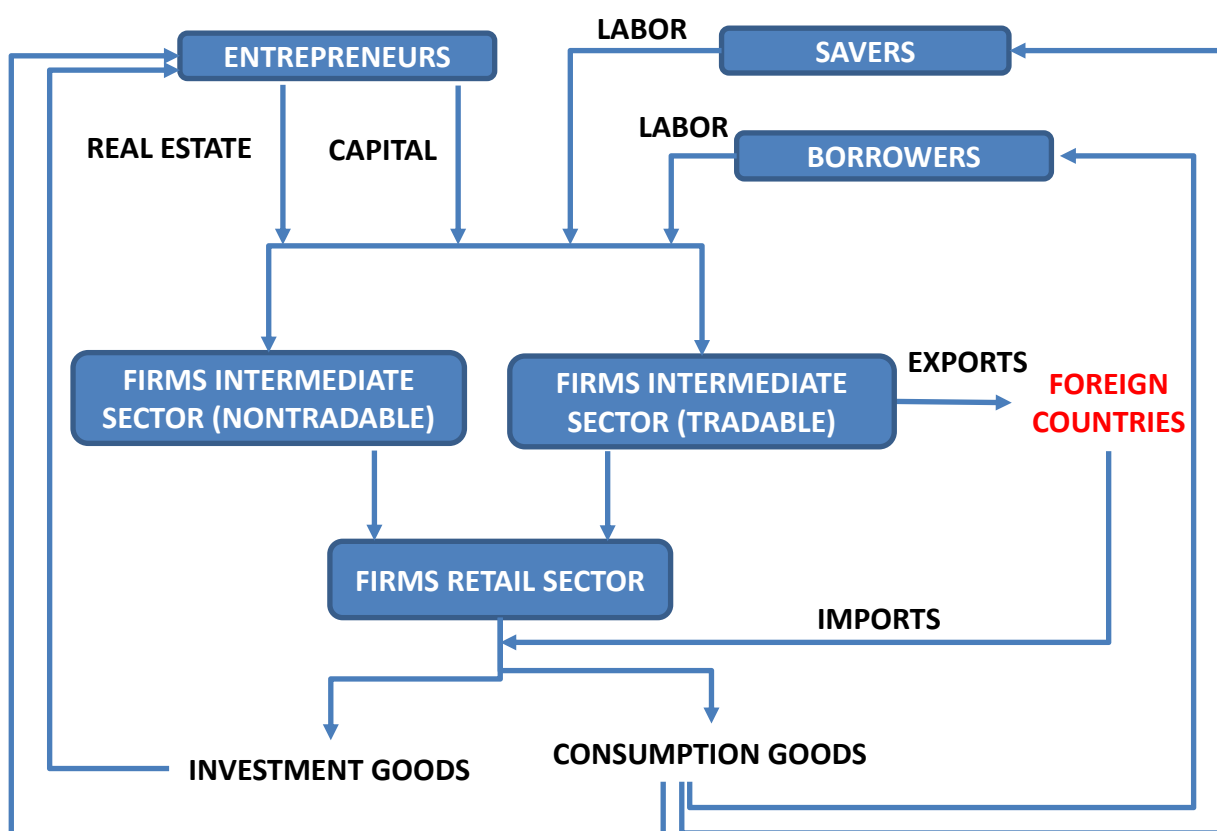 LABOR
ENTREPRENEURS
SAVERS
LABOR
REAL ESTATE
CAPITAL
BORROWERS
FIRMS INTERMEDIATE
SECTOR (NONTRADABLE)
FIRMS INTERMEDIATE
SECTOR (TRADABLE)
EXPORTS
FOREIGN
COUNTRIES
FIRMS RETAIL SECTOR
IMPORTS
INVESTMENT GOODS
CONSUMPTION GOODS